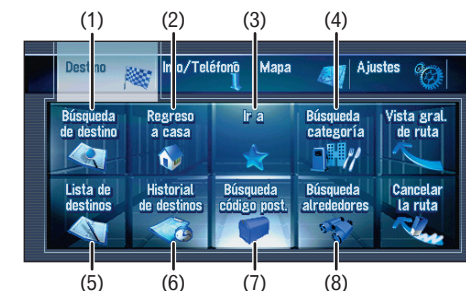 (1) (2) (3) (4)
Destino Info/Teléfono Mapa Ajustes
Búsqueda de destino
Regreso a casa
Ir a
Búsqueda categoría
Vista gral. de ruta
Lista de destinos
Historial de destinos
Búsqueda código post.
Búsqueda alrededores
Cancelar la ruta
(5) (6) (7) (8)